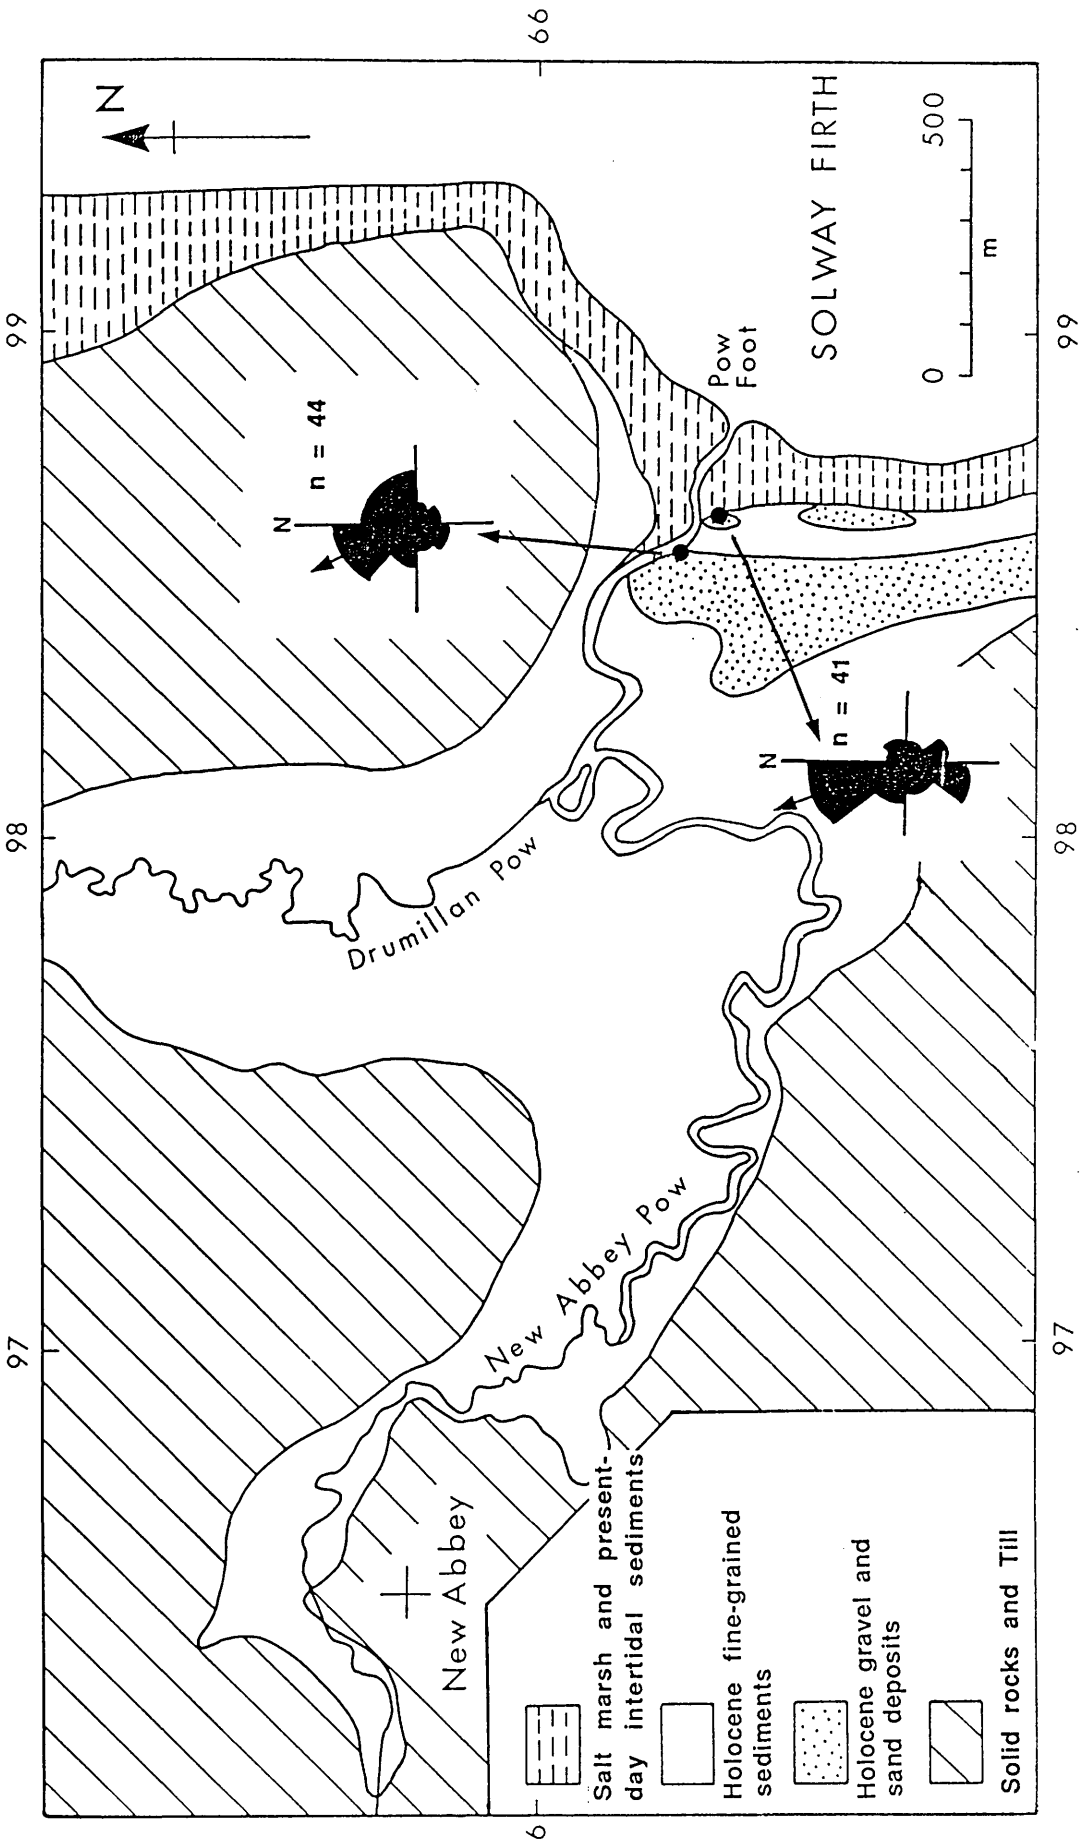 97
98
99
N
N
n = 44
Drumillan Pow
New Abbey
New Abbey Pow
6
66
Pow
Foot
N
n = 41
SOLWAY FIRTH
0
500
m
Salt marsh and present-
day intertidal sediments
Holocene fine-grained
sediments
Holocene gravel and
sand deposits
Solid rocks and Till
97
98
99